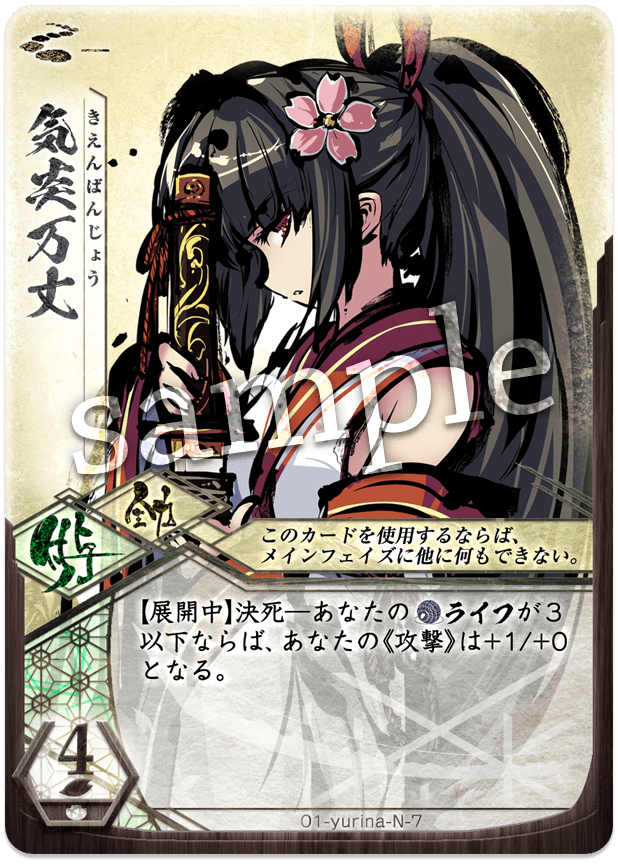 気炎万丈
きえんばんじょう
sample
付与
全力
このカードを使用するならば、
メインフェイズに他に何もできない。
【展開中】決死―あなたのライフが3
以下ならば、あなたの《攻撃》は+1/+0
となる。
4
01-yurina-N-7